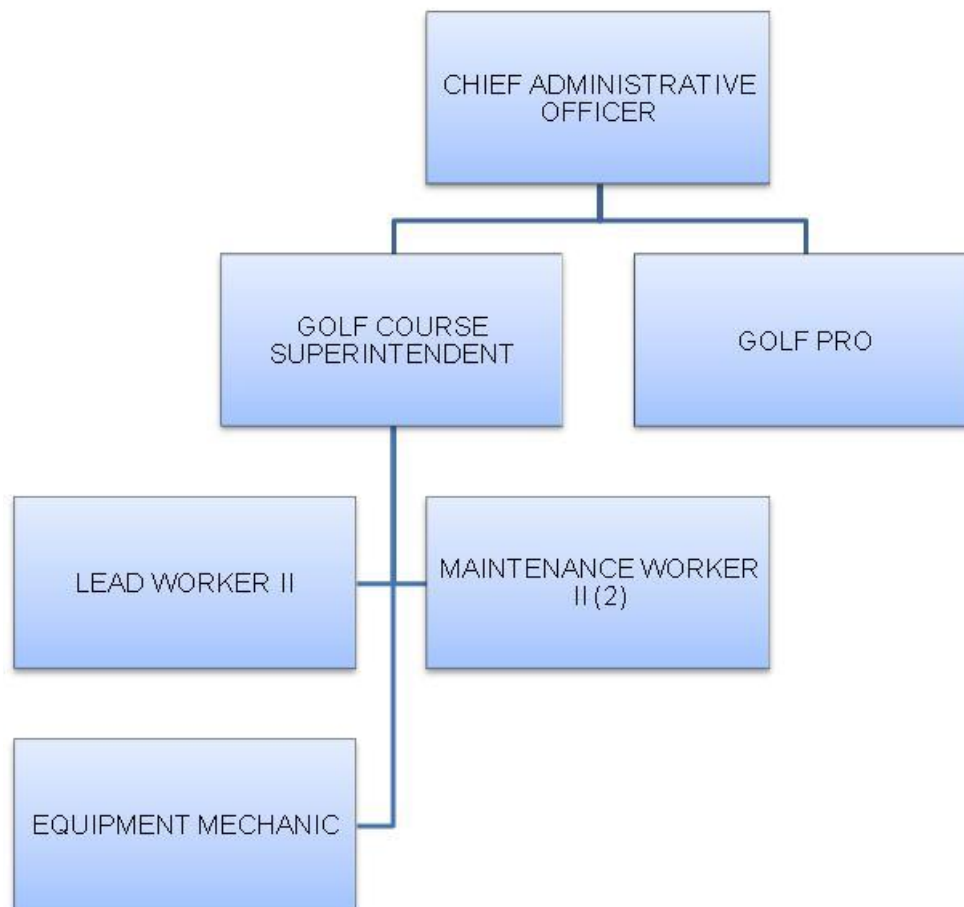 CHIEF ADMINISTRATIVE
OFFICER
GOLF COURSE
SUPERINTENDENT
GOLF PRO
LEAD WORKER II
MAINTENANCE WORKER
II (2)
EQUIPMENT MECHANIC